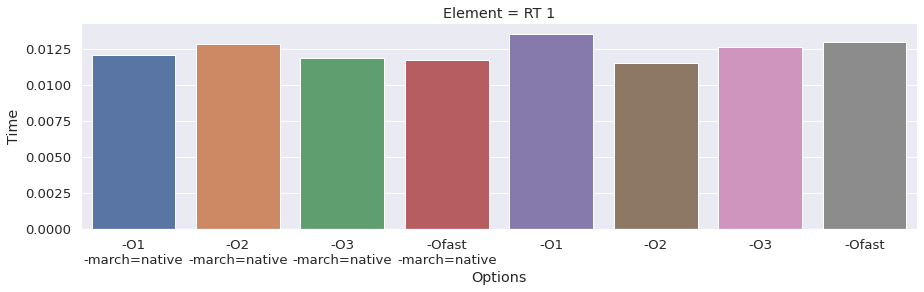 Element = RT 1
Time
0.0125
0.0100
0.0075
0.0050
0.0025
0.0000
-O1 -O2 -O3 -Ofast -O1 -O2 -O3 -Ofast
-march=native -march=native -march=native -march=native
Options